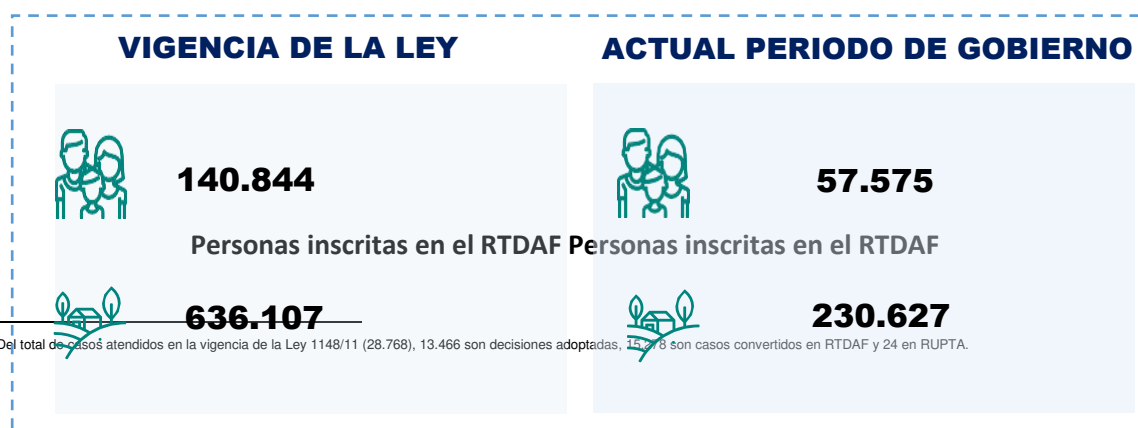 VIGENCIA DE LA LEY
ACTUAL PERIODO DE GOBIERNO
140.844
57.575
Personas inscritas en el RTDAF Personas inscritas en el RTDAF
636.107
230.627
Del total de casos atendidos en la vigencia de la Ley 1148/11 (28.768), 13.466 son decisiones adoptadas, 15.278 son casos convertidos en RTDAF y 24 en RUPTA.